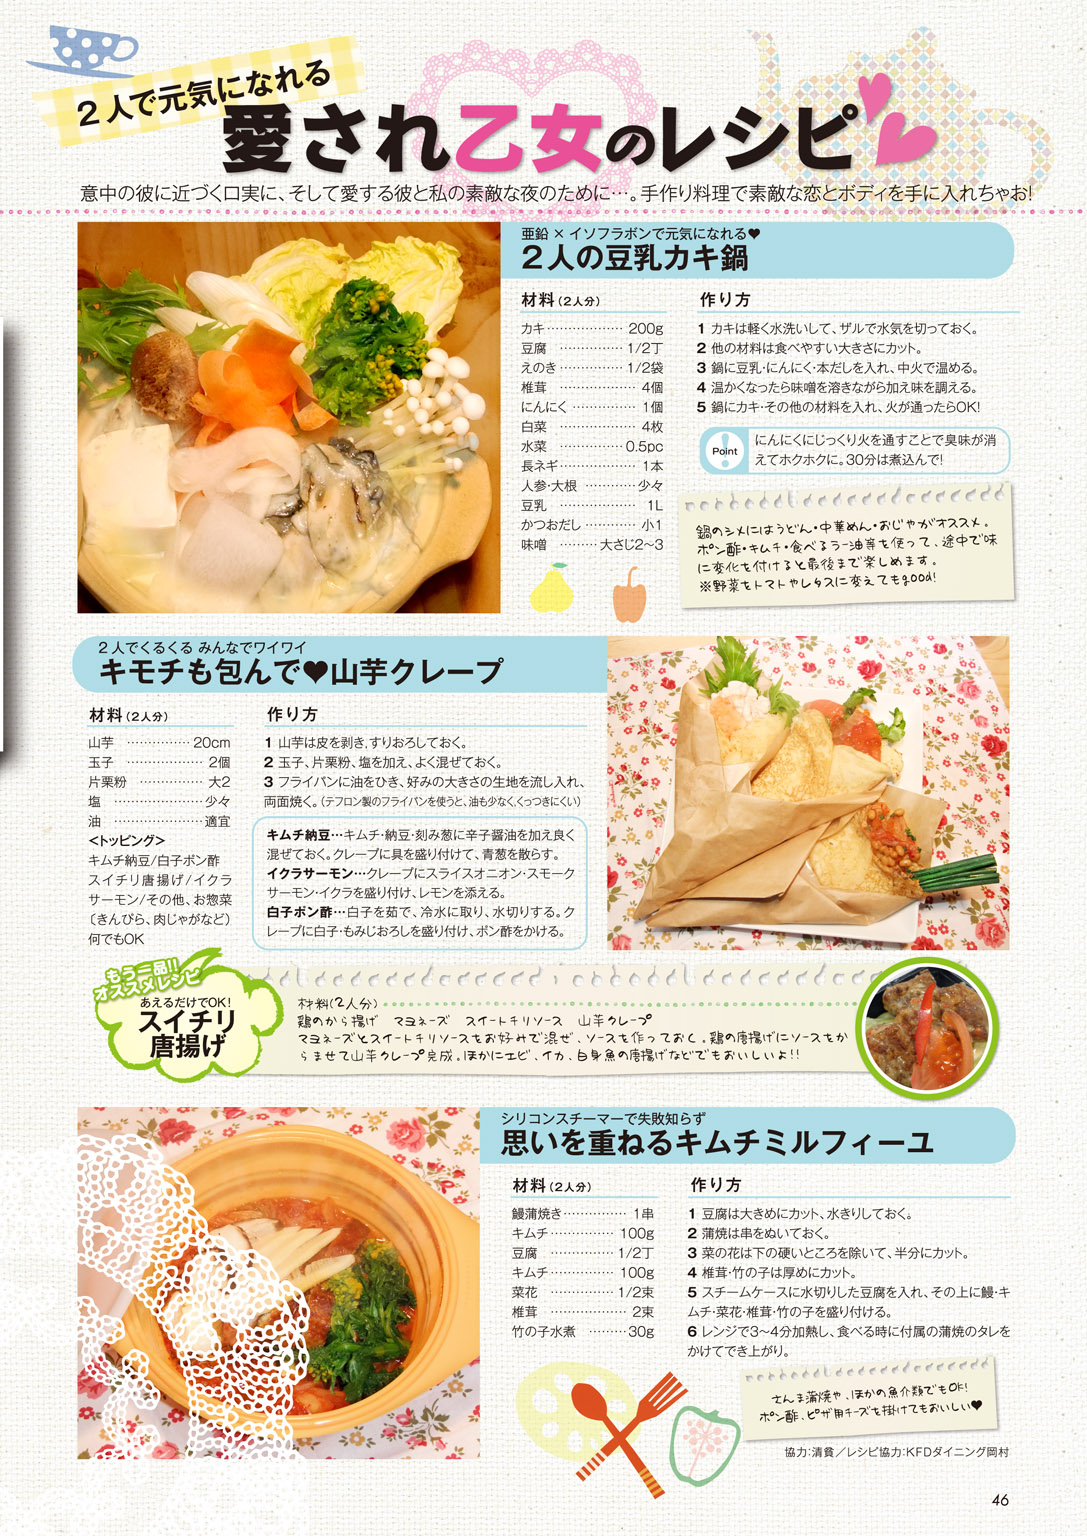 2人で元気になれる
愛され乙女のレシピ
意中の彼に近づく口実に、そして愛する彼と私の素敵な夜のために…。手作り料理で素敵な恋とボディを手に入れちゃお!
亜鉛×イソフラボンで元気になれる♥
2人の豆乳カキ鍋
材料(2人分)
カキ………………200g
豆腐 ……………1/2丁
えのき……………1/2袋
椎茸 ………………4個
にんにく ……………1個
白菜 ………………4枚
水菜 ……………0.5pc
長ネギ………………1本
人参・大根 …………少々
豆乳 ………………1L
かつおだし …………小1
味噌 ………大さじ2〜3
作り方
1 カキは軽く水洗いして、ザルで水気を切っておく。
2 他の材料は食べやすい大きさにカット。
3 鍋に豆乳・にんにく・本だしを入れ、中火で温める。
4 温かくなったら味噌を溶きながら加え味を調える。
5 鍋にカキ・その他の材料を入れ、火が通ったらOK!
Point
にんにくにじっくり火を通すことで臭味が消
えてホクホクに。30分は煮込んで!
鍋のシメにはうどん・中華めん・おじやがオススメ。
ポン酢・キムチ・食べるラー油等を使って、途中で味
に変化を付けると最後まで楽しめます。
※野菜をトマトやレタスに変えてもgood!
2人でくるくる みんなでワイワイ
キモチも包んで♥山芋クレープ
材料(2人分)
山芋 ……………20cm
玉子 …………………2個
片栗粉 ……………大2
塩 …………………少々
油 …………………適宜
<トッピング>
キムチ納豆/白子ポン酢
スイチリ唐揚げ/イクラ
サーモン/その他、お惣菜
(きんぴら、肉じゃがなど)
何でもOK
作り方
1 山芋は皮を剥き、すりおろしておく。
2 玉子、片栗粉、塩を加え、よく混ぜておく。
3 フライパンに油をひき、好みの大きさの生地を流し入れ、
両面焼く。(テフロン製のフライパンを使うと、油も少なく、くっつきにくい)
キムチ納豆…キムチ・納豆・刻み葱に辛子醤油を加え良く
混ぜておく。クレープに具を盛り付けて、青葱を散らす。
イクラサーモン…クレープにスライスオニオン・スモーク
サーモン・イクラを盛り付け、レモンを添える。
白子ポン酢…白子を茹で、冷水に取り、水切りする。ク
レープに白子・もみじおろしを盛り付け、ポン酢をかける。
もう一品!!
オススメレシピ
あえるだけでOK!
スイチリ
唐揚げ
材料(2人分)
鶏のから揚げ マヨネーズ スイートチリソース 山芋クレープ
マヨネーズとスイートチリソースをお好みで混ぜ、ソースを作っておく。鶏の唐揚げにソースをか
らませて山芋クレープ完成。ほかにエビ、イカ、白身魚の唐揚げなどでもおいしいよ!!
シリコンスチーマーで失敗知らず
思いを重ねるキムチミルフィーユ
材料(2人分)
鰻蒲焼き……………1串
キムチ……………100g
豆腐 ……………1/2丁
キムチ……………100g
菜花 ……………1/2束
椎茸 ………………2束
竹の子水煮 ………30g
作り方
1 豆腐は大きめにカット、水きりしておく。
2 蒲焼は串をぬいておく。
3 菜の花は下の硬いところを除いて、半分にカット。
4 椎茸・竹の子は厚めにカット。
5 スチームケースに水切りした豆腐を入れ、その上に鰻・キ
ムチ・菜花・椎茸・竹の子を盛り付ける。
6 レンジで3〜4分加熱し、食べる時に付属の蒲焼のタレを
かけてでき上がり。
さんま蒲焼や、ほかの魚介類でもOK!
ポン酢、ピザ用チーズを掛けてもおいしい♥
協力:清貧/レシピ協力:KFDダイニング岡村
46